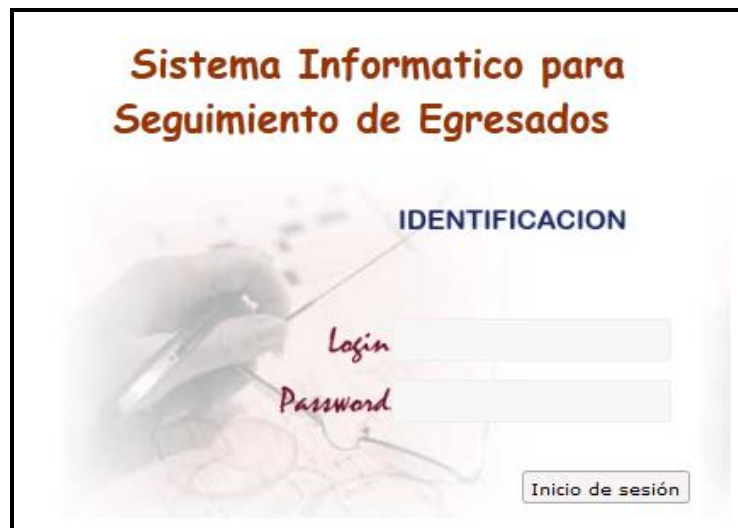 Sistema Informatico para
Seguimiento de Egresados
IDENTIFICACION
Login
Password
Inicio de sesión